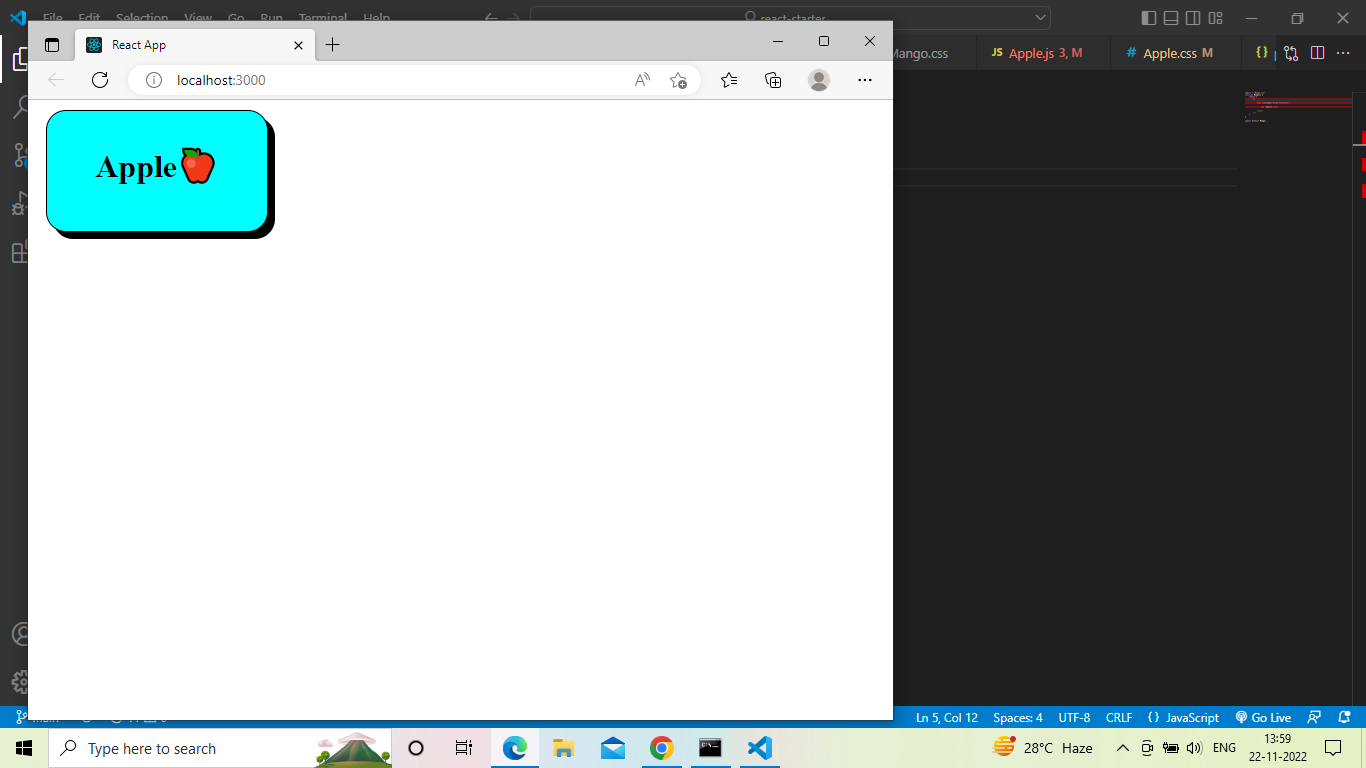 File Edit Selection View Go Run Terminal Help
react-starter
React App
Mango.css
JS Apple.js 3, M
# Apple.css M
{ }
localhost:3000
Apple
Ln 5, Col 12 Spaces: 4 UTF-8 CRLF { } JavaScript Go Live
Type here to search
28°C Haze
ENG
13:59
22-11-2022